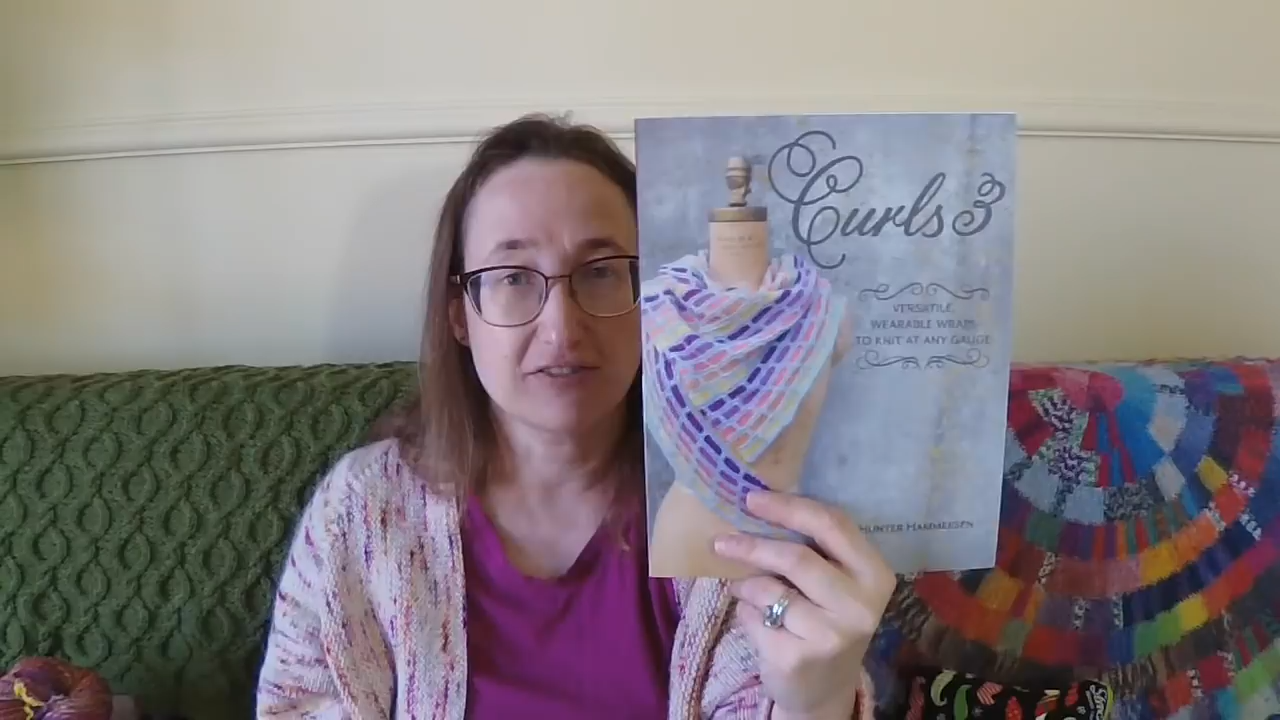 Curls 3
VERSATILE,
WEARABLE WRAPS
TO KNIT AT ANY GAUGE
HUNTER HAMMERSEN